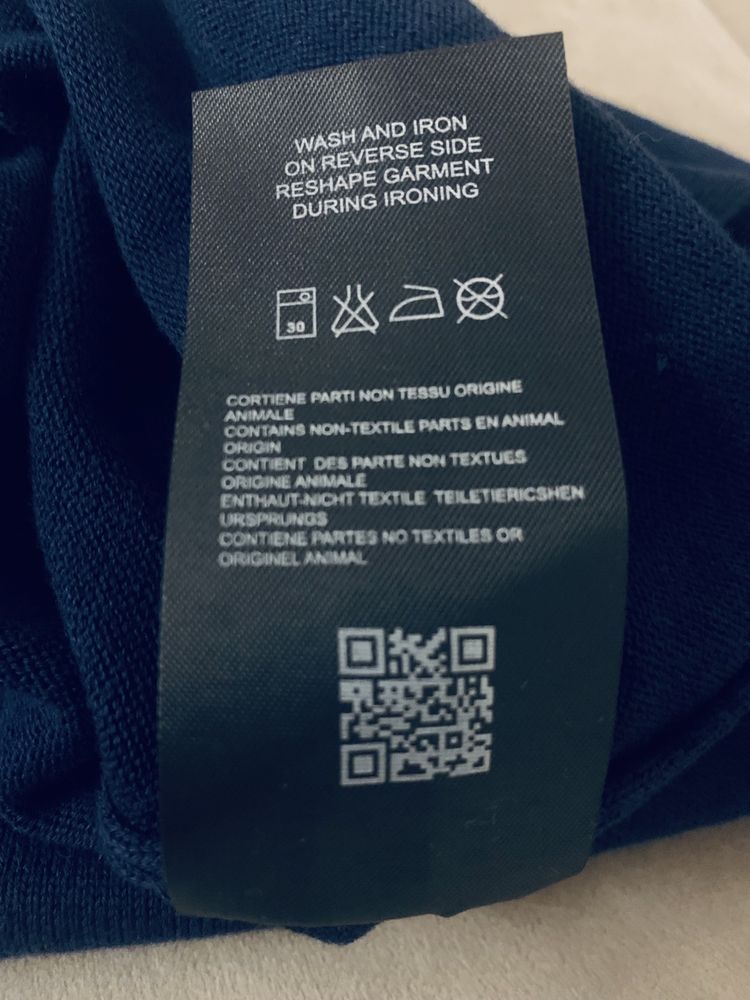 WASH AND IRON
ON REVERSE SIDE
RESHAPE GARMENT
DURING IRONING
30
CORTIENE PARTI NON TESSU ORIGINE
ANIMALE
CONTAINS NON-TEXTILE PARTS EN ANIMAL
ORIGIN
CONTIENT DES PARTE NON TEXTUES
ORIGINE ANIMALE
ENTHAUT-NICHT TEXTILE TEILETIERICSHEN
URSPRUNGS
CONTIENE PARTES NO TEXTILES OR
ORIGINEL ANIMAL